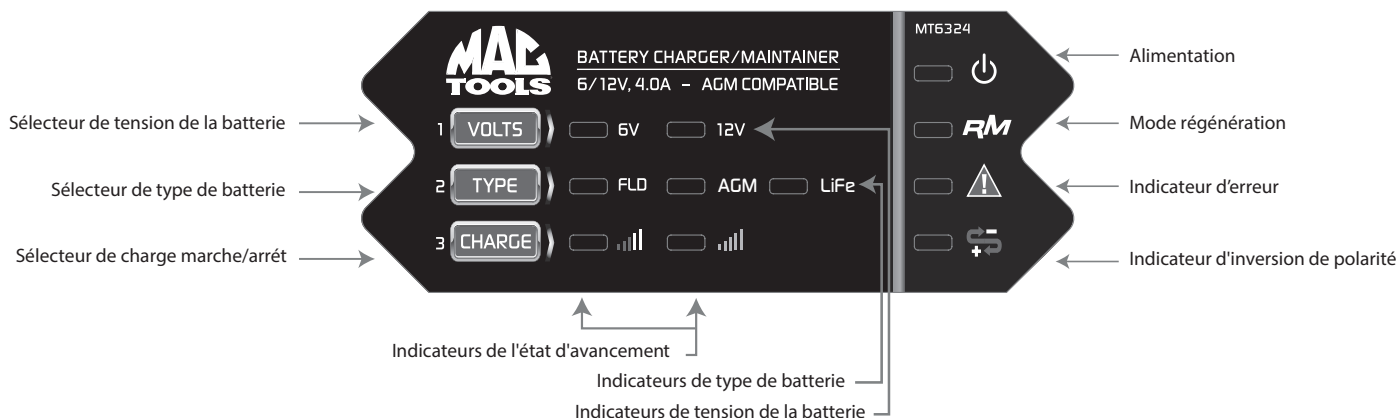 MT6324
MAC TOOLS
BATTERY CHARGER/MAINTAINER
6/12V, 4.0A – AGM COMPATIBLE
Alimentation
Sélecteur de tension de la batterie
1 VOLTS 6V 12V
RM
Mode régénération
Sélecteur de type de batterie
2 TYPE FLD AGM LiFe
Indicateur d’erreur
Sélecteur de charge marche/arrét
3 CHARGE
Indicateur d'inversion de polarité
Indicateurs de l'état d'avancement
Indicateurs de type de batterie
Indicateurs de tension de la batterie